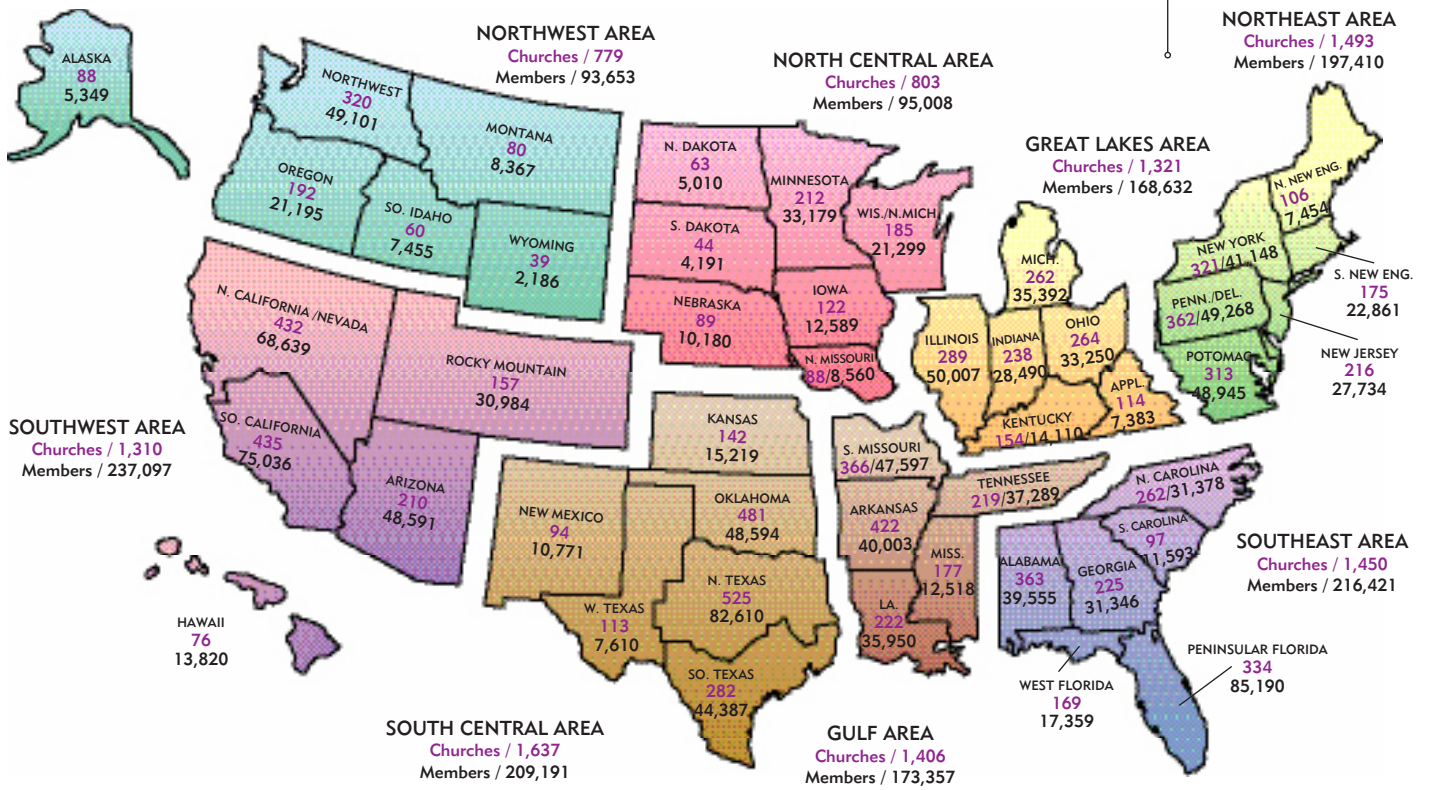 NORTHWEST AREA
Churches / 779
Members / 93,653
ALASKA
88
5,349
NORTHWEST
320
49,101
MONTANA
80
8,367
OREGON
192
21,195
SO. IDAHO
60
7,455
WYOMING
39
2,186
NORTH CENTRAL AREA
Churches / 803
Members / 95,008
N. DAKOTA
63
5,010
MINNESOTA
212
33,179
WIS./N.MICH.
185
21,299
S. DAKOTA
44
4,191
NEBRASKA
89
10,180
IOWA
122
12,589
N. MISSOURI
88/8,560
GREAT LAKES AREA
Churches / 1,321
Members / 168,632
MICH.
262
35,392
ILLINOIS
289
50,007
INDIANA
238
28,490
OHIO
264
33,250
APPL.
114
7,383
KENTUCKY
154/14,110
NORTHEAST AREA
Churches / 1,493
Members / 197,410
N. NEW ENG.
106
7,454
NEW YORK
321/41,148
S. NEW ENG.
175
22,861
PENN./DEL.
362/49,268
NEW JERSEY
216
27,734
POTOMAC
313
48,945
SOUTHWEST AREA
Churches / 1,310
Members / 237,097
N. CALIFORNIA /NEVADA
432
68,639
ROCKY MOUNTAIN
157
30,984
SO. CALIFORNIA
435
75,036
ARIZONA
210
48,591
HAWAII
76
13,820
SOUTH CENTRAL AREA
Churches / 1,637
Members / 209,191
KANSAS
142
15,219
OKLAHOMA
481
48,594
NEW MEXICO
94
10,771
N. TEXAS
525
82,610
W. TEXAS
113
7,610
SO. TEXAS
282
44,387
GULF AREA
Churches / 1,406
Members / 173,357
S. MISSOURI
366/47,597
TENNESSEE
219/37,289
ARKANSAS
422
40,003
MISS.
177
12,518
LA.
222
35,950
SOUTHEAST AREA
Churches / 1,450
Members / 216,421
N. CAROLINA
262/31,378
S. CAROLINA
97
11,593
ALABAMA
363
39,555
GEORGIA
225
31,346
WEST FLORIDA
169
17,359
PENINSULAR FLORIDA
334
85,190